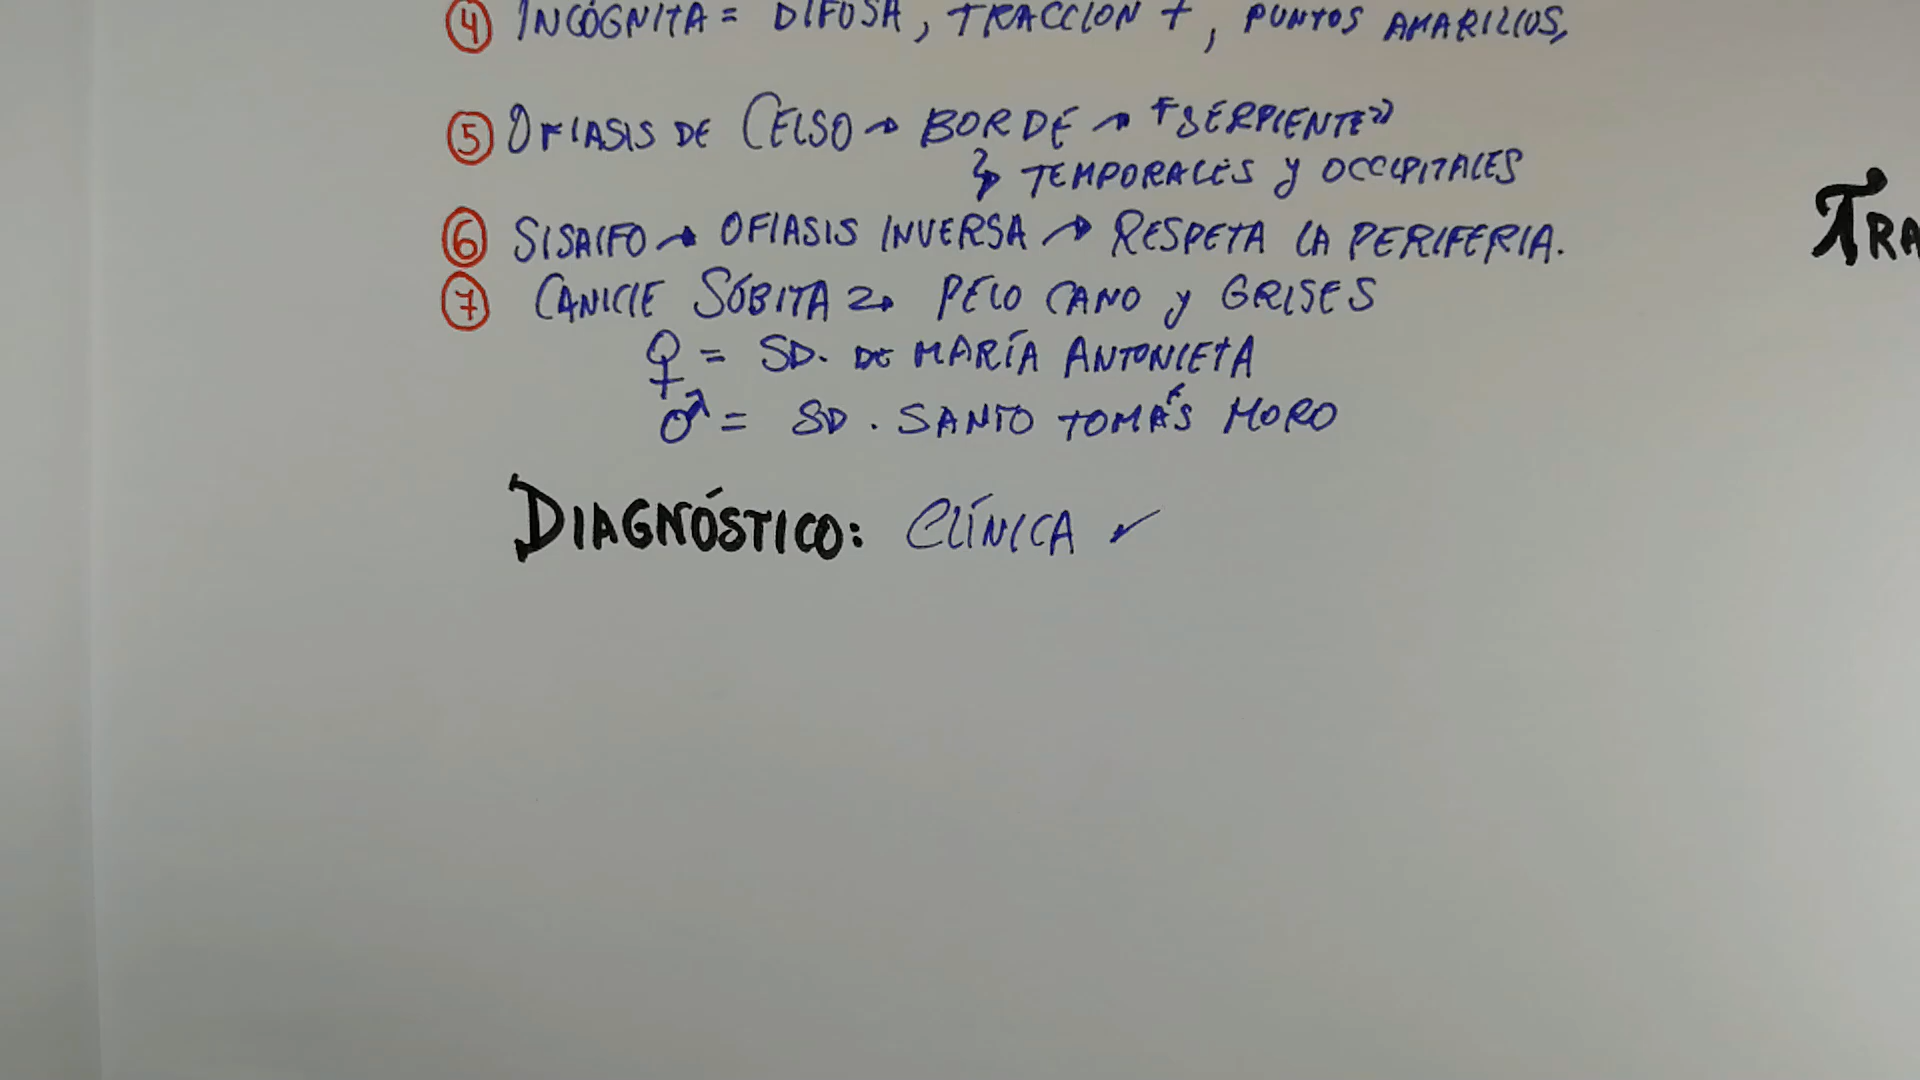 4 INCÓGNITA = DIFUSA, TRACCIÓN +, PUNTOS AMARILLOS,
5 OFIASIS DE CELSO → BORDE → "SERPIENTE"
↳ TEMPORALES Y OCCIPITALES
6 SISAIFO → OFIASIS INVERSA → RESPETA LA PERIFERIA.
7 CANICIE SÚBITA → PELO CANO Y GRISES
♀ = SD. DE MARÍA ANTONIETA
♂ = SD. SANTO TOMÁS MORO
DIAGNÓSTICO: CLÍNICA ✓
TRA